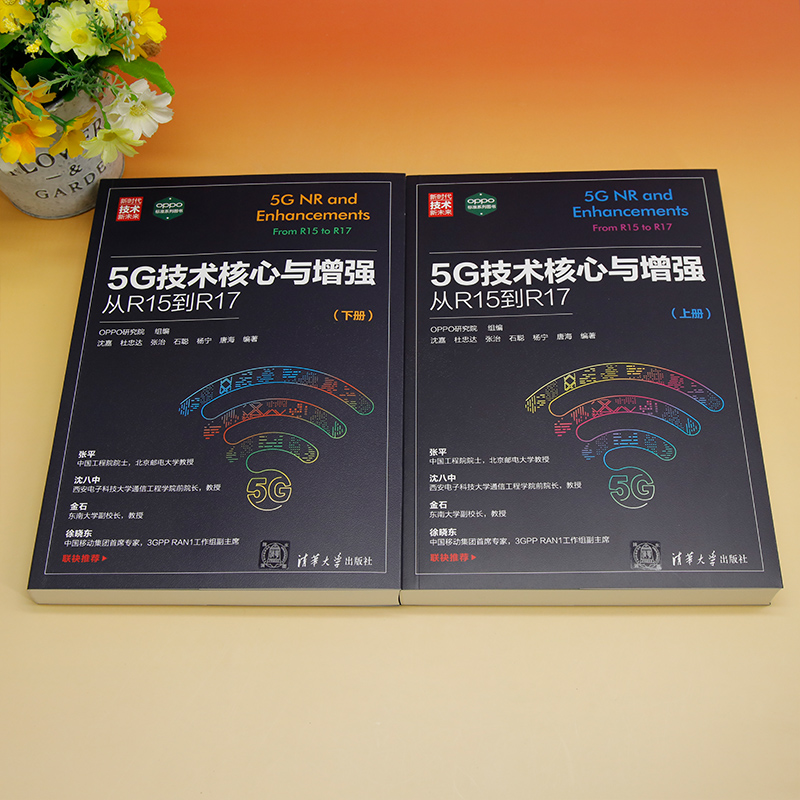 LOVER
&
GARDE
新时代
技术
新未来
oppo
标准系列图书
5G NR and
Enhancements
From R15 to R17
5G技术核心与增强
从R15到R17
（下册）
OPPO研究院 组编
沈嘉 杜忠达 张治 石聪 杨宁 唐海 编著
5G
张平
中国工程院院士，北京邮电大学教授
沈八中
西安电子科技大学通信工程学院前院长，教授
金石
东南大学副校长，教授
徐晓东
中国移动集团首席专家，3GPP RAN1工作组副主席
联袂推荐
清华大学出版社
新时代
技术
新未来
oppo
标准系列图书
5G NR and
Enhancements
From R15 to R17
5G技术核心与增强
从R15到R17
（上册）
OPPO研究院 组编
沈嘉 杜忠达 张治 石聪 杨宁 唐海 编著
5G
张平
中国工程院院士，北京邮电大学教授
沈八中
西安电子科技大学通信工程学院前院长，教授
金石
东南大学副校长，教授
徐晓东
中国移动集团首席专家，3GPP RAN1工作组副主席
联袂推荐
清华大学出版社